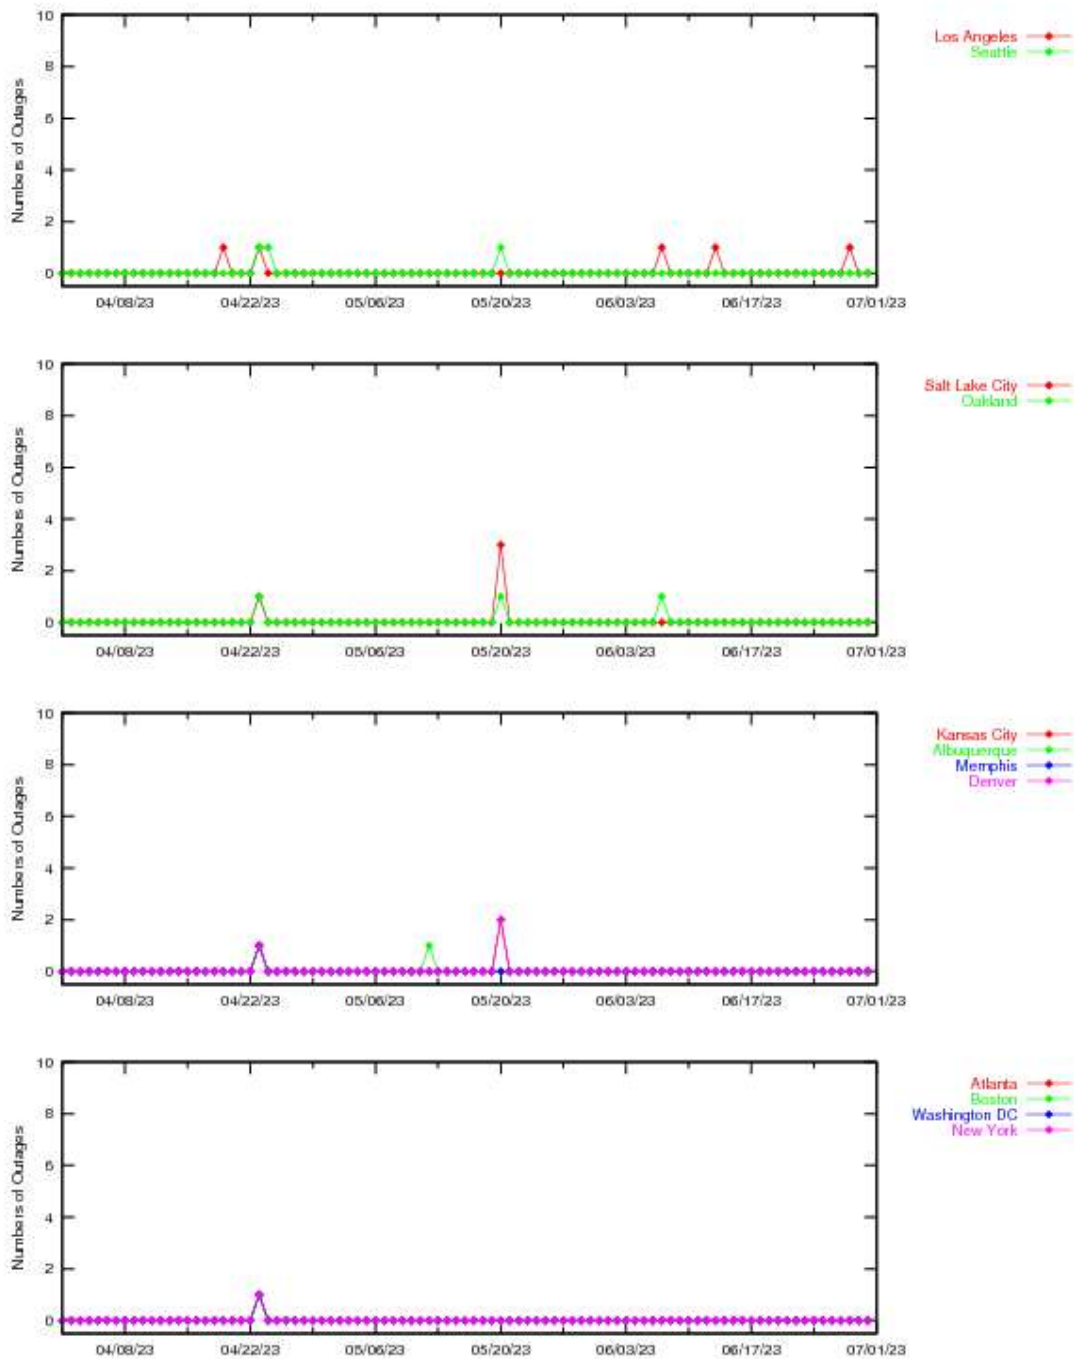 10
8
6
4
2
0
Numbers of Outages
04/08/23 04/22/23 05/06/23 05/20/23 06/03/23 06/17/23 07/01/23
Los Angeles
Seattle
10
8
6
4
2
0
Numbers of Outages
04/08/23 04/22/23 05/06/23 05/20/23 06/03/23 06/17/23 07/01/23
Salt Lake City
Oakland
10
8
6
4
2
0
Numbers of Outages
04/08/23 04/22/23 05/06/23 05/20/23 06/03/23 06/17/23 07/01/23
Kansas City
Albuquerque
Memphis
Denver
10
8
6
4
2
0
Numbers of Outages
04/08/23 04/22/23 05/06/23 05/20/23 06/03/23 06/17/23 07/01/23
Atlanta
Boston
Washington DC
New York